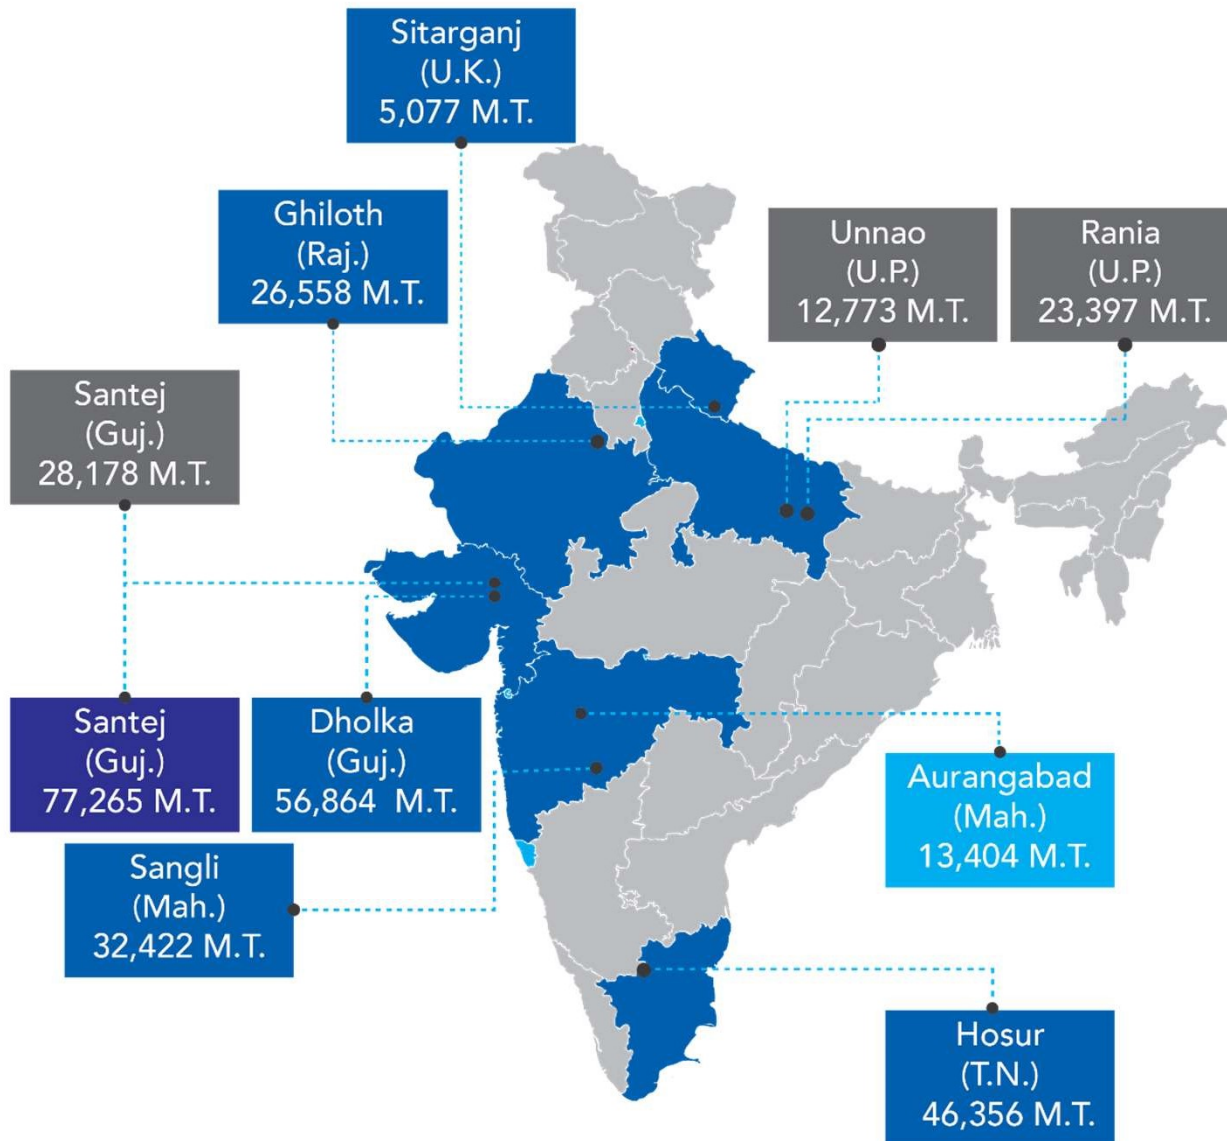 Sitarganj
(U.K.)
5,077 M.T.
Ghiloth
(Raj.)
26,558 M.T.
Unnao
(U.P.)
12,773 M.T.
Rania
(U.P.)
23,397 M.T.
Santej
(Guj.)
28,178 M.T.
Santej
(Guj.)
77,265 M.T.
Dholka
(Guj.)
56,864 M.T.
Aurangabad
(Mah.)
13,404 M.T.
Sangli
(Mah.)
32,422 M.T.
Hosur
(T.N.)
46,356 M.T.